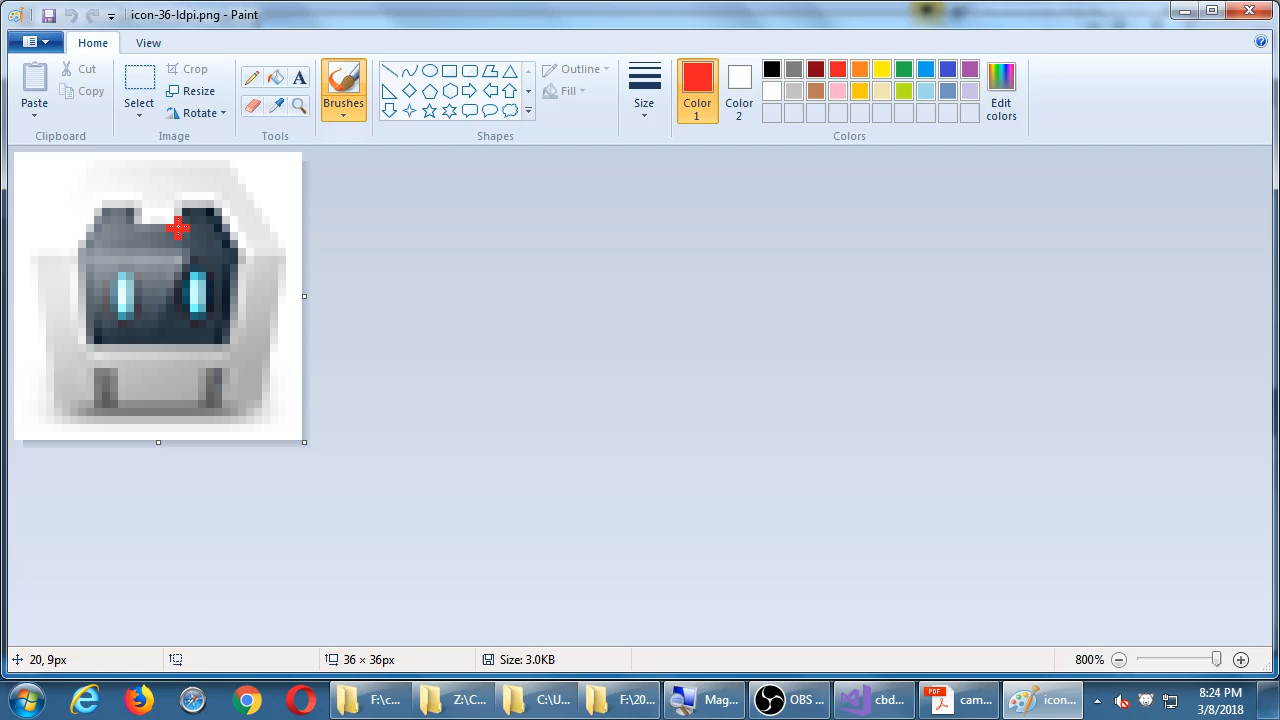 icon-36-ldpi.png - Paint
Home
View
Paste
Cut
Copy
Clipboard
Select
Crop
Resize
Rotate
Image
A
Tools
Brushes
Outline
Fill
Shapes
Size
Color
1
Color
2
Edit
colors
Colors
20, 9px
36 × 36px
Size: 3.0KB
800%
F:\c...
Z:\C...
C:\U...
F:\20...
Mag...
OBS ...
cbd...
PDF
cam...
icon...
8:24 PM
3/8/2018